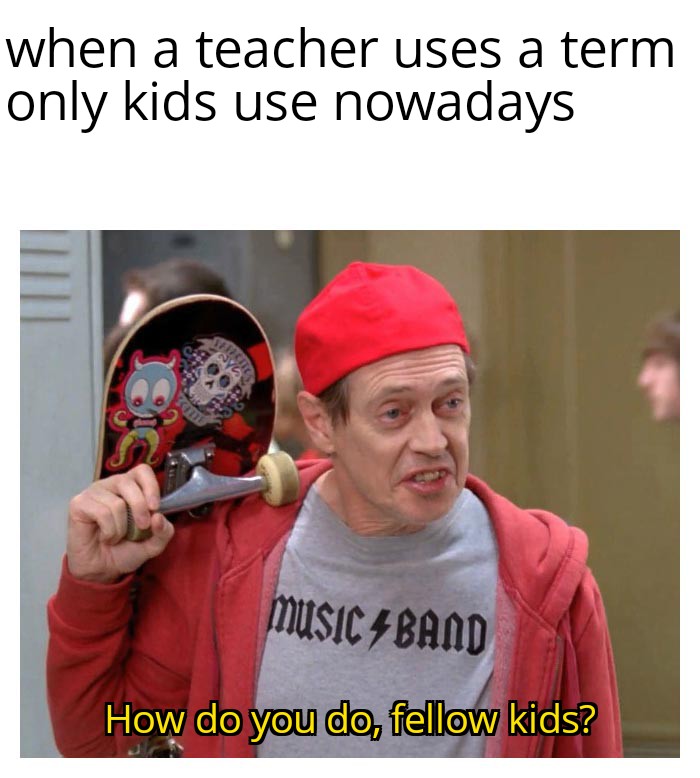 when a teacher uses a term
only kids use nowadays
MUSIC⚡BAND
How do you do, fellow kids?